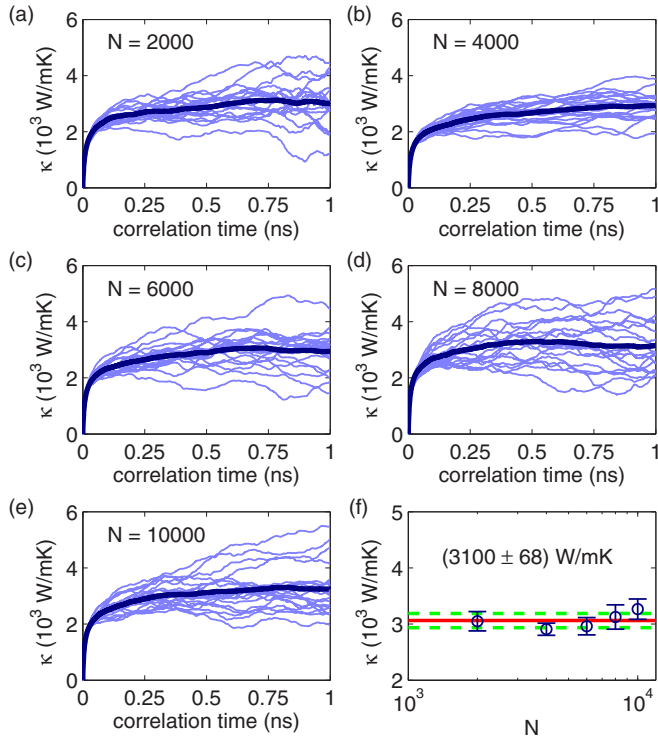 (a)
N = 2000
κ (10³ W/mK)
6
4
2
0
0 0.25 0.5 0.75 1
correlation time (ns)
(b)
N = 4000
κ (10³ W/mK)
6
4
2
0
0 0.25 0.5 0.75 1
correlation time (ns)
(c)
N = 6000
κ (10³ W/mK)
6
4
2
0
0 0.25 0.5 0.75 1
correlation time (ns)
(d)
N = 8000
κ (10³ W/mK)
6
4
2
0
0 0.25 0.5 0.75 1
correlation time (ns)
(e)
N = 10000
κ (10³ W/mK)
6
4
2
0
0 0.25 0.5 0.75 1
correlation time (ns)
(f)
(3100 ± 68) W/mK
κ (10³ W/mK)
5
4
3
2
10³ 10⁴
N